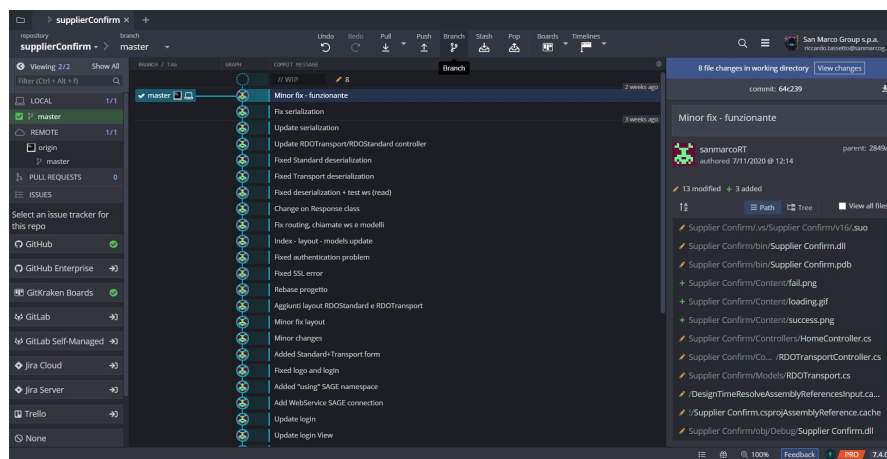 supplierConfirm
repository
supplierConfirm
branch
master
Undo
Redo
Pull
Push
Branch
Stash
Pop
Boards
Timelines
San Marco Group s.p.a.
riccardo.tassetto@sanmarcog
Branch
Viewing 2/2
Show All
Filter (Ctrl + Alt + f)
LOCAL 1/1
master
REMOTE 1/1
origin
master
PULL REQUESTS 0
ISSUES
Select an issue tracker for
this repo
GitHub
GitHub Enterprise
GitKraken Boards
GitLab
GitLab Self-Managed
Jira Cloud
Jira Server
Trello
None
BRANCH / TAG
GRAPH
COMMIT MESSAGE
// WIP
8
2 weeks ago
master
Minor fix - funzionante
Fix serialization
3 weeks ago
Update serialization
Update RDOTransport/RDOStandard controller
Fixed Standard deserialization
Fixed Transport deserialization
Fixed deserialization + test ws (read)
Change on Response class
Fix routing, chiamate ws e modelli
Index - layout - models update
Fixed authentication problem
Fixed SSL error
Rebase progetto
Aggiunti layout RDOStandard e RDOTransport
Minor fix layout
Minor changes
Added Standard+Transport form
Fixed logo and login
Added "using" SAGE namespace
Add WebService SAGE connection
Update login
Update login View
8 file changes in working directory
View changes
commit: 64c239
Minor fix - funzionante
sanmarcoRT
authored 7/11/2020 @ 12:14
parent: 2849a
13 modified + 3 added
Path
Tree
View all files
Supplier Confirm/.vs/Supplier Confirm/v16/.suo
Supplier Confirm/bin/Supplier Confirm.dll
Supplier Confirm/bin/Supplier Confirm.pdb
Supplier Confirm/Content/fail.png
Supplier Confirm/Content/loading.gif
Supplier Confirm/Content/success.png
Supplier Confirm/Controllers/HomeController.cs
Supplier Confirm/Co... /RDOTransportController.cs
Supplier Confirm/Models/RDOTransport.cs
/DesignTimeResolveAssemblyReferencesInput.ca...
/Supplier Confirm.csprojAssemblyReference.cache
Supplier Confirm/obj/Debug/Supplier Confirm.dll
100%
Feedback
PRO
7.4.0